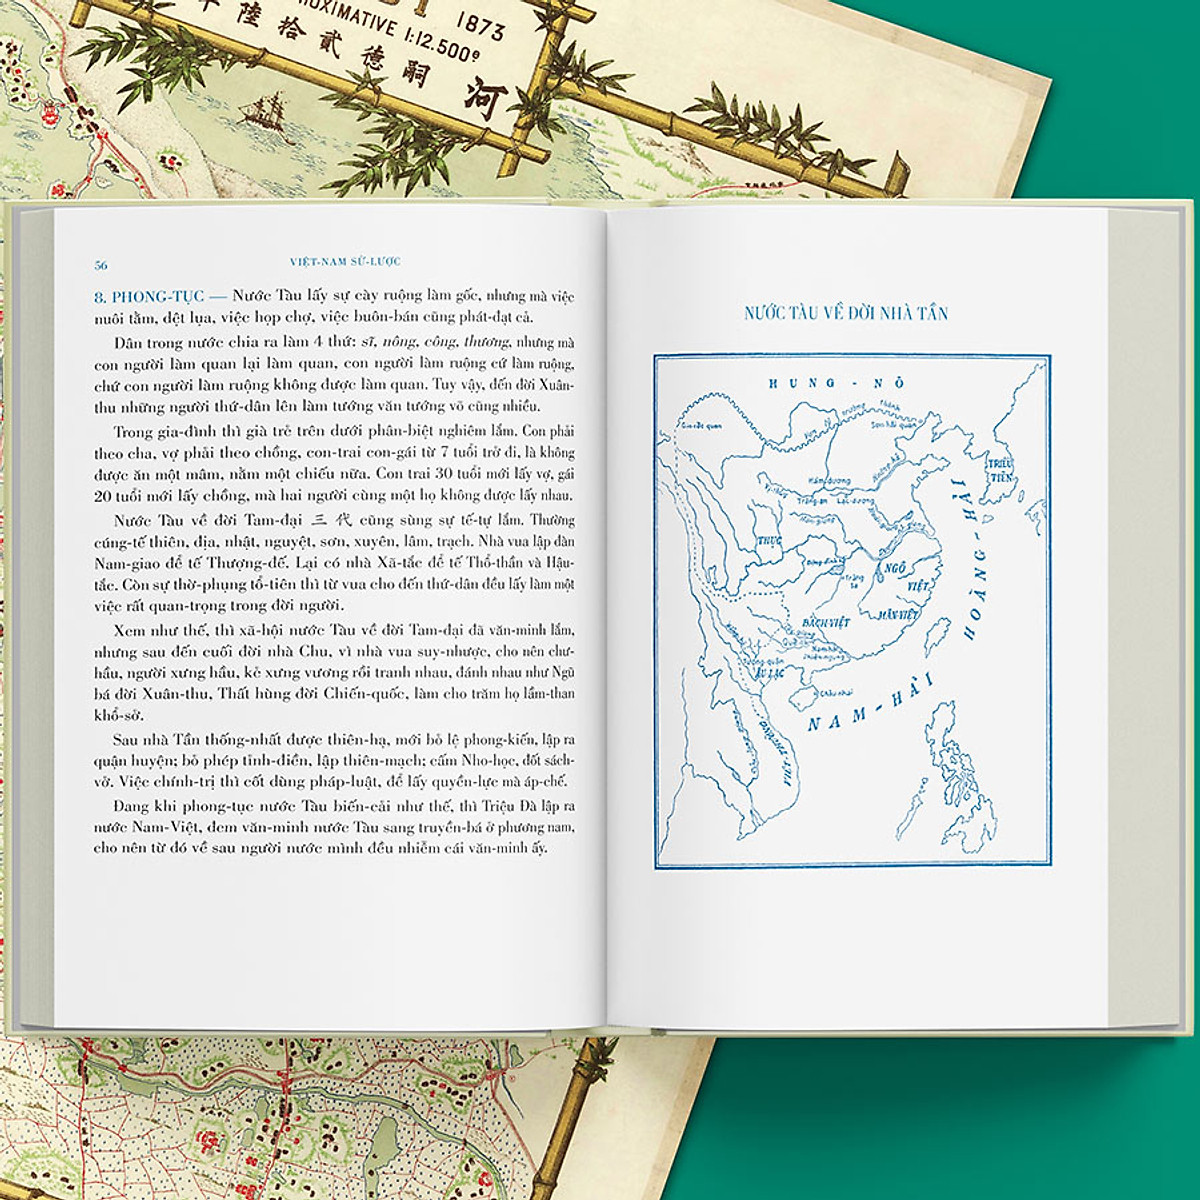 1873
1:12.500e
河
嗣
德
貳
拾
陸
年
56
VIỆT-NAM SỬ-LƯỢC
8. PHONG-TỤC — Nước Tàu lấy sự cày ruộng làm gốc, nhưng mà việc
nuôi tằm, dệt lụa, việc họp chợ, việc buôn-bán cũng phát-đạt cả.
Dân trong nước chia ra làm 4 thứ: sĩ, nông, công, thương, nhưng mà
con người làm quan lại làm quan, con người làm ruộng cứ làm ruộng,
chứ con người làm ruộng không được làm quan. Tuy vậy, đến đời Xuân-
thu những người thứ-dân lên làm tướng văn tướng võ cũng nhiều.
Trong gia-đình thì già trẻ trên dưới phân-biệt nghiêm lắm. Con phải
theo cha, vợ phải theo chồng, con-trai con-gái từ 7 tuổi trở đi, là không
được ăn một mâm, nằm một chiếu nữa. Con trai 30 tuổi mới lấy vợ, gái
20 tuổi mới lấy chồng, mà hai người cùng một họ không được lấy nhau.
Nước Tàu về đời Tam-đại 三 代 cũng sùng sự tế-tự lắm. Thường
cúng-tế thiên, địa, nhật, nguyệt, sơn, xuyên, lâm, trạch. Nhà vua lập đàn
Nam-giao để tế Thượng-đế. Lại có nhà Xã-tắc để tế Thổ-thần và Hậu-
tắc. Còn sự thờ-phụng tổ-tiên thì từ vua cho đến thứ-dân đều lấy làm một
việc rất quan-trọng trong đời người.
Xem như thế, thì xã-hội nước Tàu về đời Tam-đại đã văn-minh lắm,
nhưng sau đến cuối đời nhà Chu, vì nhà vua suy-nhược, cho nên chư-
hầu, người xưng hầu, kẻ xưng vương rồi tranh nhau, đánh nhau như Ngũ
bá đời Xuân-thu, Thất hùng đời Chiến-quốc, làm cho trăm họ lầm-than
khổ-sở.
Sau nhà Tần thống-nhất được thiên-hạ, mới bỏ lệ phong-kiến, lập ra
quận huyện; bỏ phép tỉnh-điền, lập thiên-mạch; cấm Nho-học, đốt sách-
vở. Việc chính-trị thì cốt dùng pháp-luật, để lấy quyền-lực mà áp-chế.
Đang khi phong-tục nước Tàu biến-cải như thế, thì Triệu Đà lập ra
nước Nam-Việt, đem văn-minh nước Tàu sang truyền-bá ở phương nam,
cho nên từ đó về sau người nước mình đều nhiễm cái văn-minh ấy.
NƯỚC TÀU VỀ ĐỜI NHÀ TẦN
HUNG - NÔ
trường thành
Sơn hải quan
TRIỀU
TIÊN
Hàm dương
Tràng an
Lạc dương
HOÀNG-HẢI
THỤC
NGÔ
VIỆT
Động đình hồ
BÁCH-VIỆT
MÂN-VIỆT
Tượng quận
ÂU LẠC
Châu nhai
NAM-HẢI